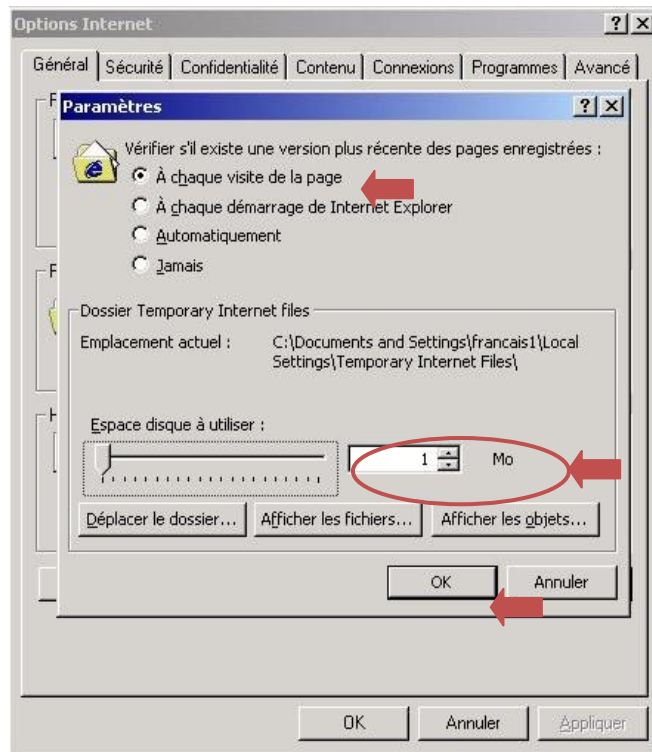 Options Internet
Général Sécurité Confidentialité Contenu Connexions Programmes Avancé
Paramètres
Vérifier s'il existe une version plus récente des pages enregistrées :
À chaque visite de la page
À chaque démarrage de Internet Explorer
Automatiquement
Jamais
Dossier Temporary Internet files
Emplacement actuel : C:\Documents and Settings\francais1\Local
Settings\Temporary Internet Files\
Espace disque à utiliser :
1 Mo
Déplacer le dossier... Afficher les fichiers... Afficher les objets...
OK Annuler
OK Annuler Appliquer